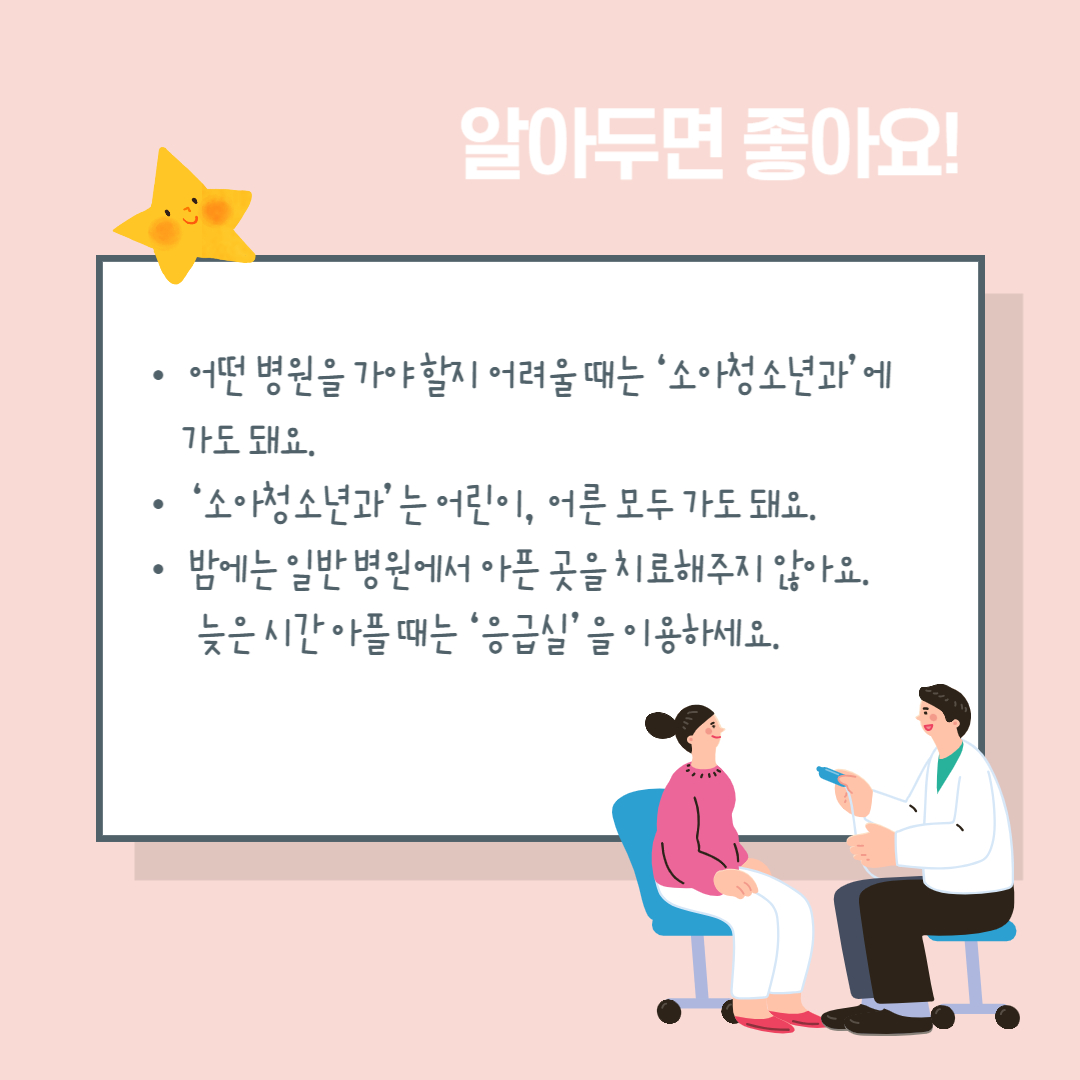 알아두면 좋아요!
• 어떤 병원을 가야할지 어려울 때는 ‘소아청소년과’에
가도 돼요.
• ‘소아청소년과’는 어린이, 어른 모두 가도 돼요.
• 밤에는 일반 병원에서 아픈 곳을 치료해주지 않아요.
늦은 시간 아플 때는 ‘응급실’을 이용하세요.